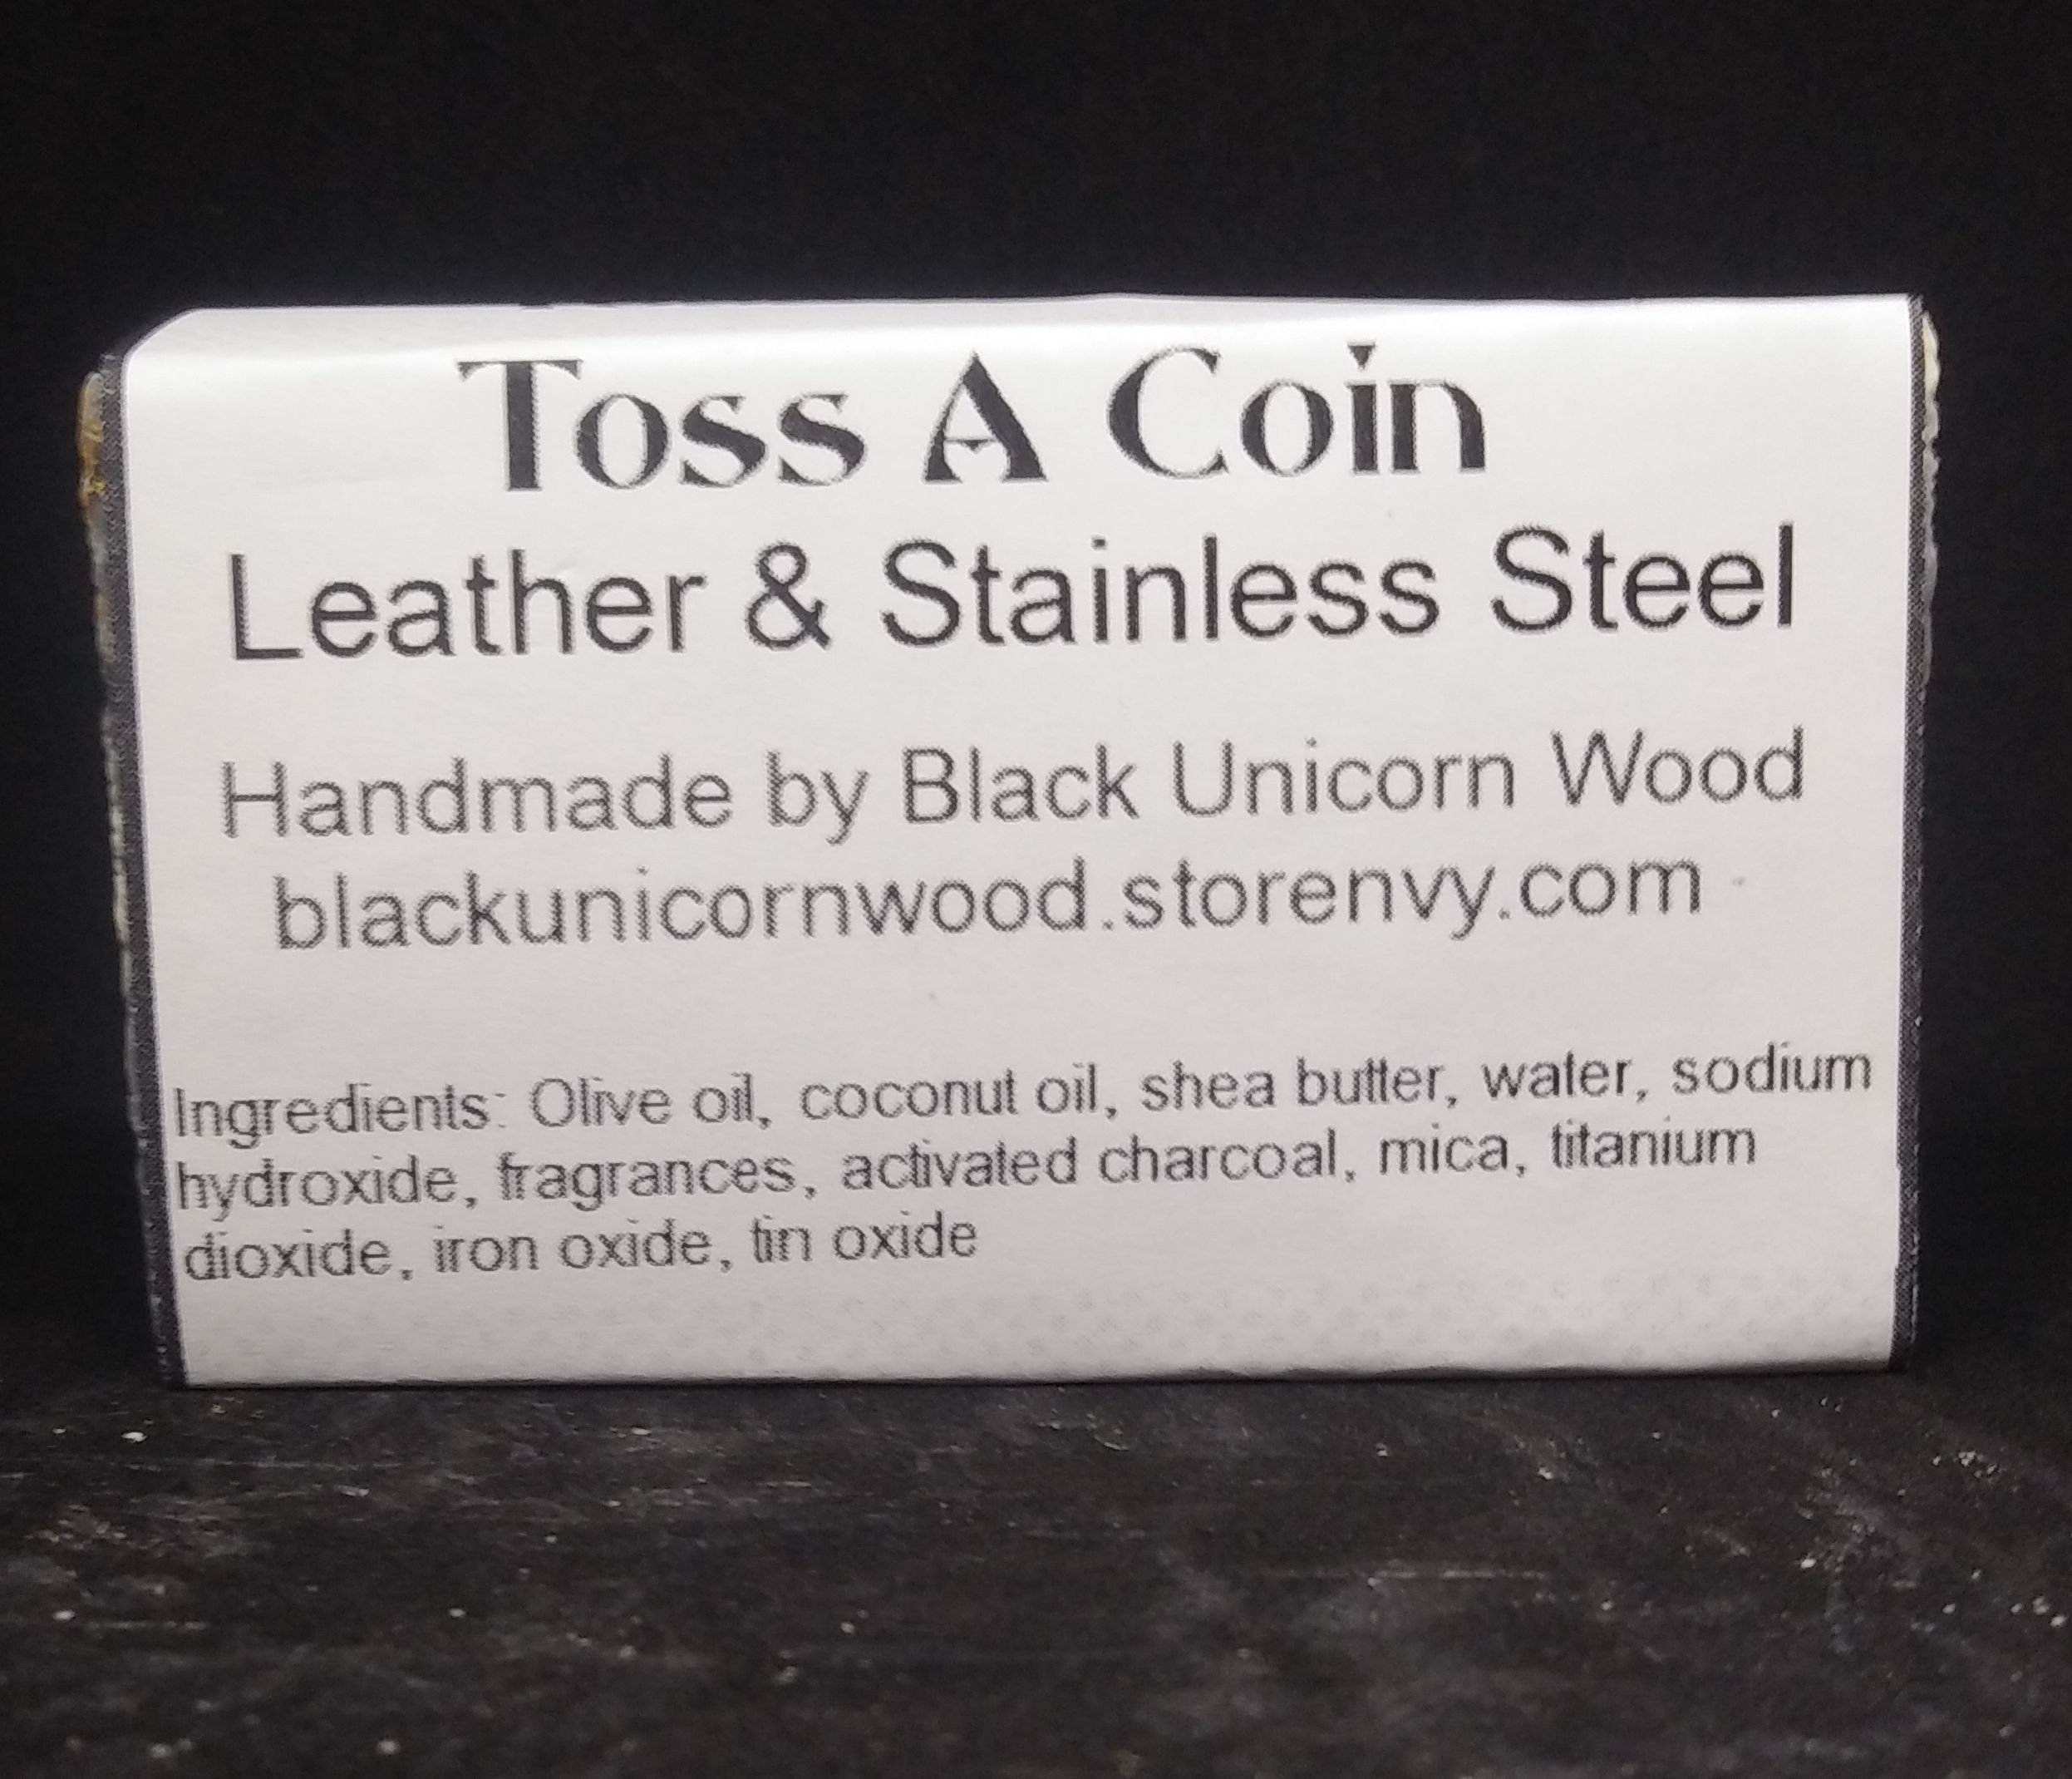 Toss A Coin
Leather & Stainless Steel
Handmade by Black Unicorn Wood
blackunicornwood.storenvy.com
Ingredients: Olive oil, coconut oil, shea butter, water, sodium
hydroxide, fragrances, activated charcoal, mica, titanium
dioxide, iron oxide, tin oxide